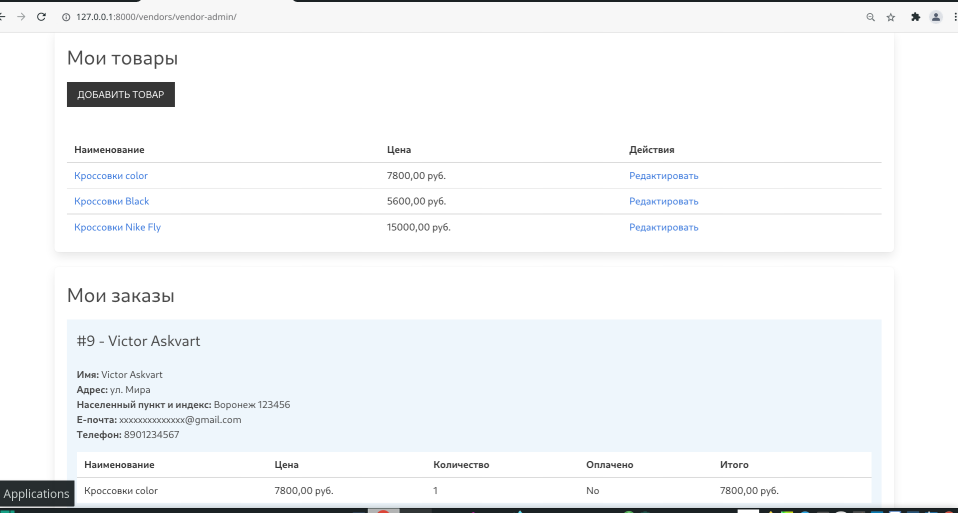 127.0.0.1:8000/vendors/vendor-admin/
Мои товары
ДОБАВИТЬ ТОВАР
Наименование Цена Действия
Кроссовки color 7800,00 руб. Редактировать
Кроссовки Black 5600,00 руб. Редактировать
Кроссовки Nike Fly 15000,00 руб. Редактировать
Мои заказы
#9 - Victor Askvart
Имя: Victor Askvart
Адрес: ул. Мира
Населенный пункт и индекс: Воронеж 123456
Е-почта: xxxxxxxxxxxxxx@gmail.com
Телефон: 8901234567
Наименование Цена Количество Оплачено Итого
Кроссовки color 7800,00 руб. 1 No 7800,00 руб.
Applications